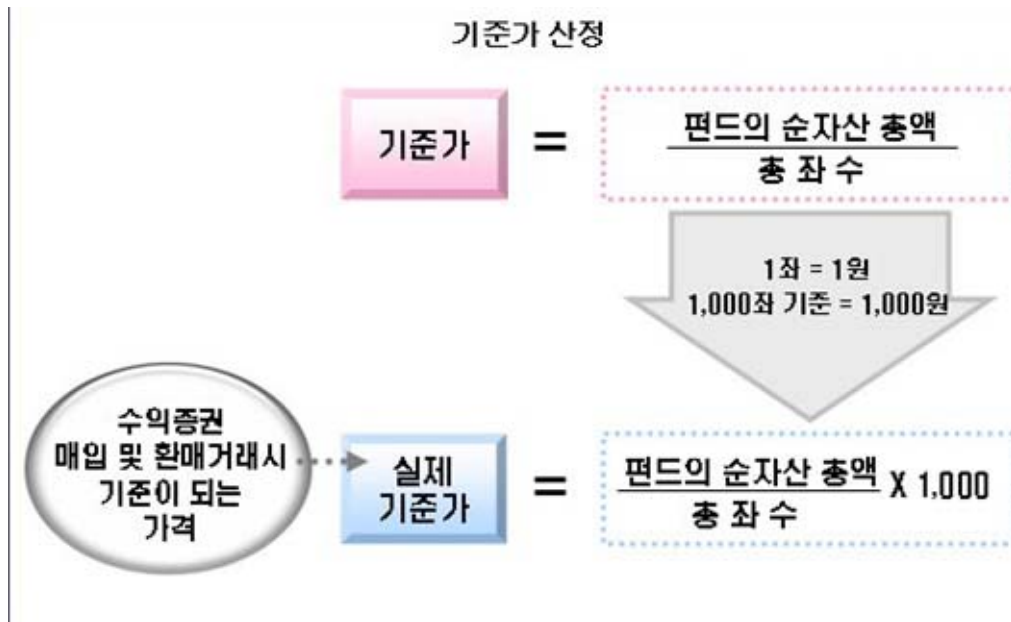 기준가 산정
기준가
=
펀드의 순자산 총액
총 좌 수
1좌 = 1원
1,000좌 기준 = 1,000원
수익증권
매입 및 환매거래시
기준이 되는
가격
실제
기준가
=
펀드의 순자산 총액 X 1,000
총 좌 수